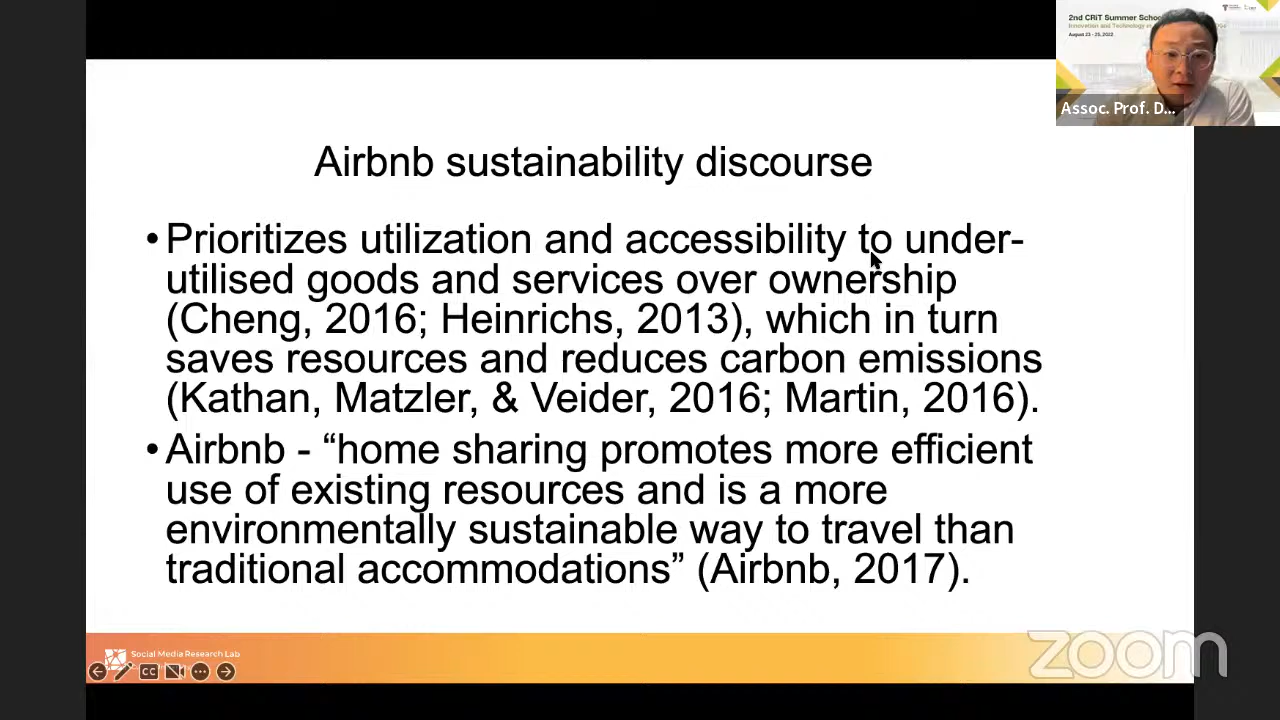 2nd CRiT Summer School
Innovation and Technology in
August 23 - 25, 2022
Assoc. Prof. D...
Airbnb sustainability discourse
•Prioritizes utilization and accessibility to under-
utilised goods and services over ownership
(Cheng, 2016; Heinrichs, 2013), which in turn
saves resources and reduces carbon emissions
(Kathan, Matzler, & Veider, 2016; Martin, 2016).
•Airbnb - “home sharing promotes more efficient
use of existing resources and is a more
environmentally sustainable way to travel than
traditional accommodations” (Airbnb, 2017).
Social Media Research Lab
CC
zoom